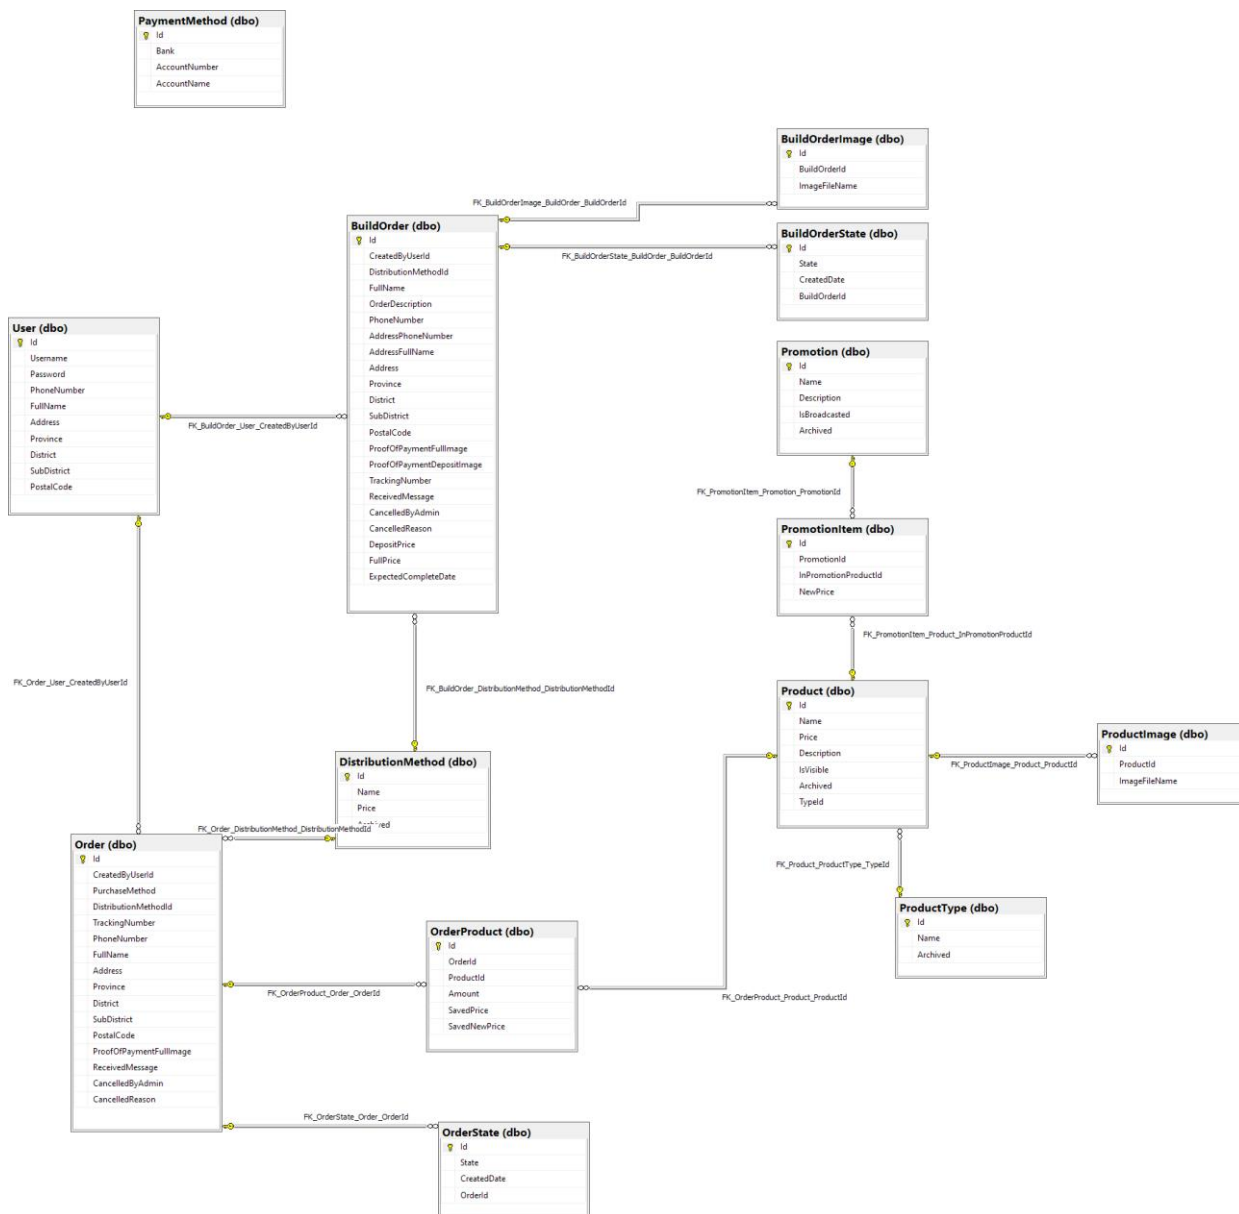 PaymentMethod (dbo)
Id
Bank
AccountNumber
AccountName
BuildOrderImage (dbo)
Id
BuildOrderId
ImageFileName
FK_BuildOrderImage_BuildOrder_BuildOrderId
BuildOrder (dbo)
Id
CreatedByUserId
DistributionMethodId
FullName
OrderDescription
PhoneNumber
AddressPhoneNumber
AddressFullName
Address
Province
District
SubDistrict
PostalCode
ProofOfPaymentFullImage
ProofOfPaymentDepositImage
TrackingNumber
ReceivedMessage
CancelledByAdmin
CancelledReason
DepositPrice
FullPrice
ExpectedCompleteDate
BuildOrderState (dbo)
Id
State
CreatedDate
BuildOrderId
FK_BuildOrderState_BuildOrder_BuildOrderId
User (dbo)
Id
Username
Password
PhoneNumber
FullName
Address
Province
District
SubDistrict
PostalCode
FK_BuildOrder_User_CreatedByUserId
Promotion (dbo)
Id
Name
Description
IsBroadcasted
Archived
FK_PromotionItem_Promotion_PromotionId
PromotionItem (dbo)
Id
PromotionId
InPromotionProductId
NewPrice
FK_PromotionItem_Product_InPromotionProductId
FK_Order_User_CreatedByUserId
FK_BuildOrder_DistributionMethod_DistributionMethodId
Product (dbo)
Id
Name
Price
Description
IsVisible
Archived
TypeId
ProductImage (dbo)
Id
ProductId
ImageFileName
FK_ProductImage_Product_ProductId
DistributionMethod (dbo)
Id
Name
Price
Archived
FK_Order_DistributionMethod_DistributionMethodId
Order (dbo)
Id
CreatedByUserId
PurchaseMethod
DistributionMethodId
TrackingNumber
PhoneNumber
FullName
Address
Province
District
SubDistrict
PostalCode
ProofOfPaymentFullImage
ReceivedMessage
CancelledByAdmin
CancelledReason
FK_Product_ProductType_TypeId
ProductType (dbo)
Id
Name
Archived
OrderProduct (dbo)
Id
OrderId
ProductId
Amount
SavedPrice
SavedNewPrice
FK_OrderProduct_Order_OrderId
FK_OrderProduct_Product_ProductId
FK_OrderState_Order_OrderId
OrderState (dbo)
Id
State
CreatedDate
OrderId